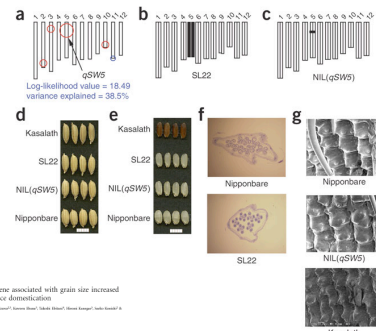 a
b
c
1 2 3 4 5 6 7 8 9 10 11 12
1 2 3 4 5 6 7 8 9 10 11 12
1 2 3 4 5 6 7 8 9 10 11 12
qSW5
SL22
NIL(qSW5)
Log-likelihood value = 18.49
variance explained = 38.5%
d
e
f
g
Kasalath
SL22
NIL(qSW5)
Nipponbare
Kasalath
SL22
NIL(qSW5)
Nipponbare
Nipponbare
SL22
Nipponbare
NIL(qSW5)
ene associated with grain size increased
ice domestication